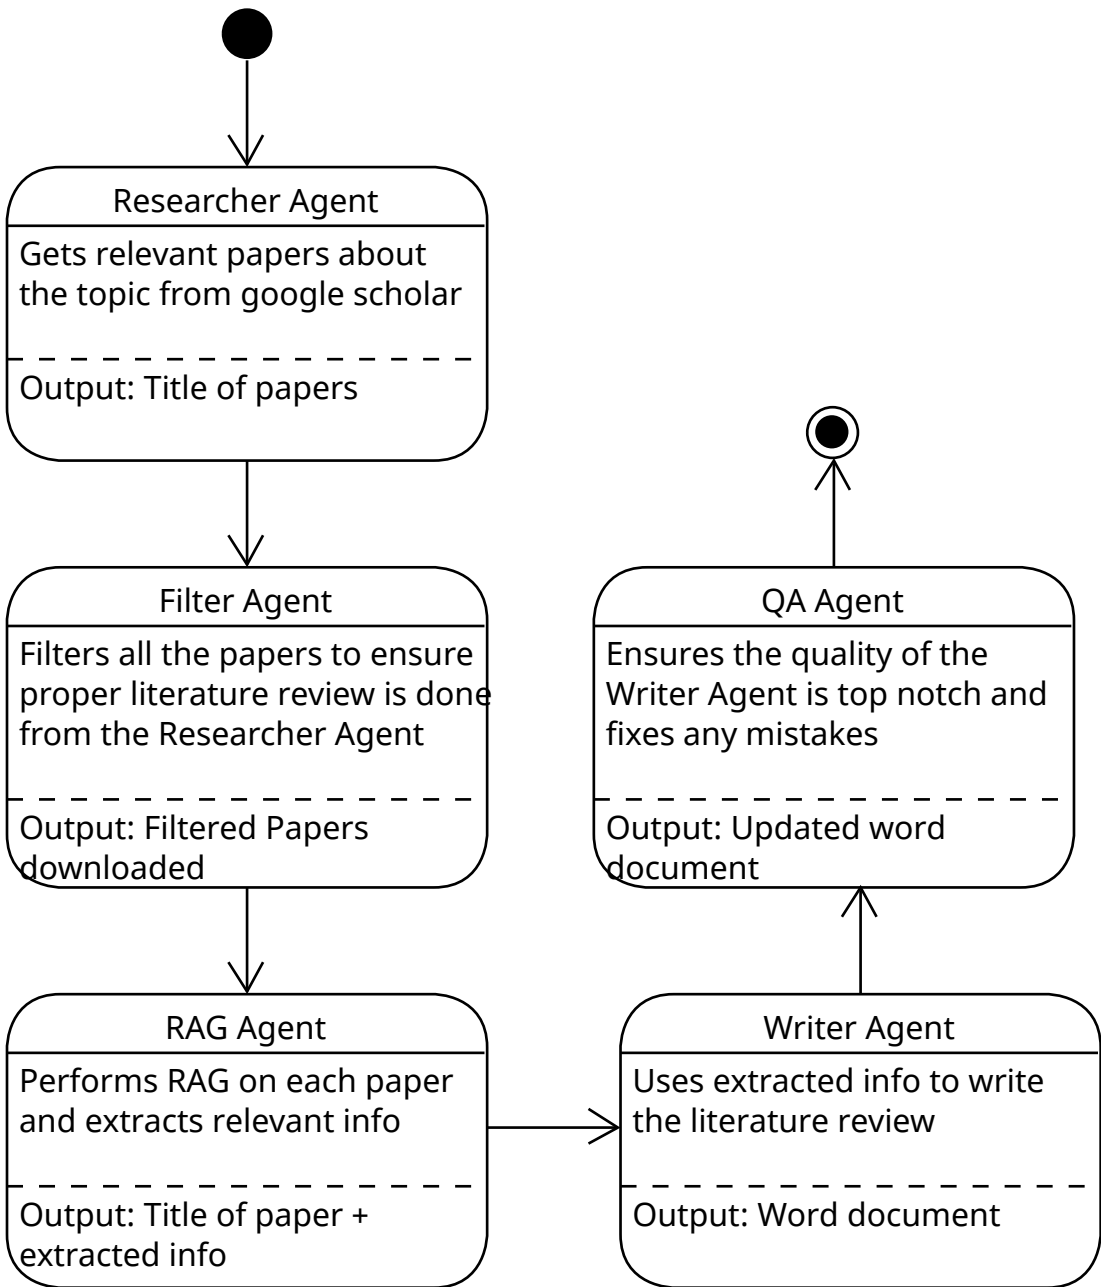 Researcher Agent
Gets relevant papers about
the topic from google scholar
Output: Title of papers
Filter Agent
Filters all the papers to ensure
proper literature review is done
from the Researcher Agent
Output: Filtered Papers
downloaded
RAG Agent
Performs RAG on each paper
and extracts relevant info
Output: Title of paper +
extracted info
Writer Agent
Uses extracted info to write
the literature review
Output: Word document
QA Agent
Ensures the quality of the
Writer Agent is top notch and
fixes any mistakes
Output: Updated word
document